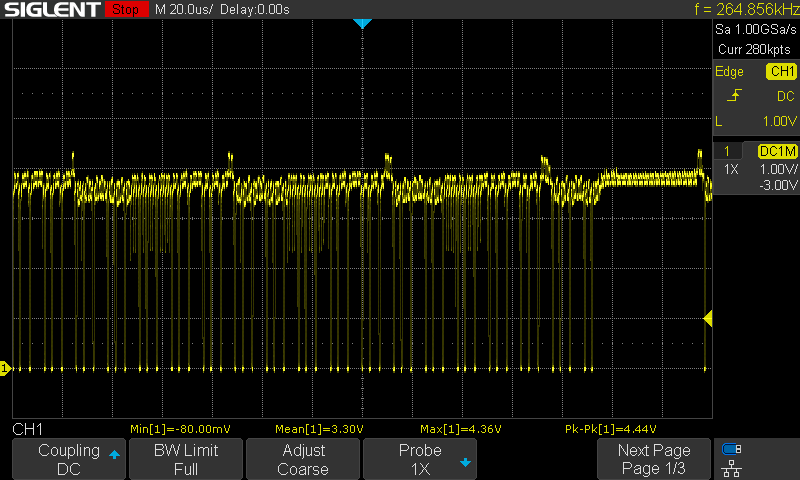 SIGLENT Stop M 20.0us/ Delay:0.00s f = 264.856kHz
Sa 1.00GSa/s
Curr 280kpts
Edge CH1
DC
L 1.00V
1 DC1M
1X 1.00V/
-3.00V
1
CH1 Min[1]=-80.00mV Mean[1]=3.30V Max[1]=4.36V Pk-Pk[1]=4.44V
Coupling BW Limit Adjust Probe Next Page
DC Full Coarse 1X Page 1/3